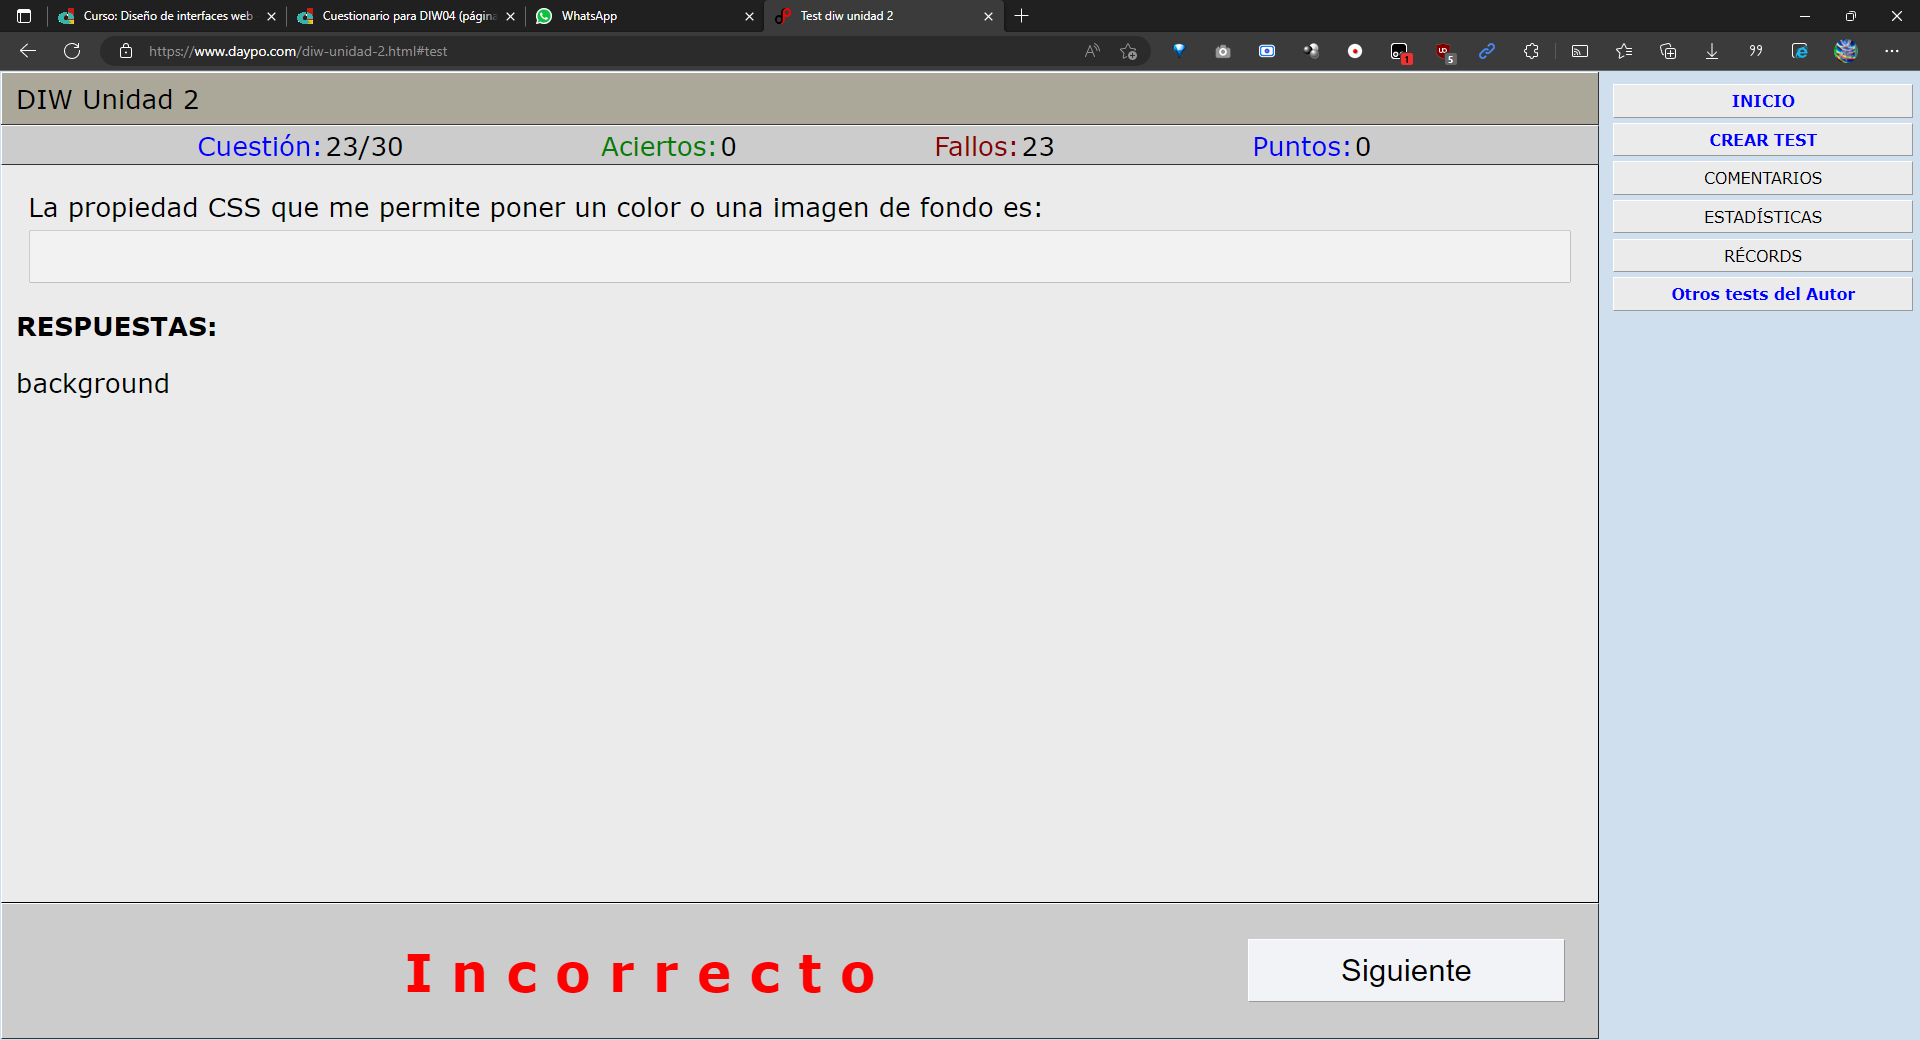 Curso: Diseño de interfaces web
Cuestionario para DIW04 (página
WhatsApp
Test diw unidad 2
https://www.daypo.com/diw-unidad-2.html#test
1
5
DIW Unidad 2
Cuestión: 23/30
Aciertos: 0
Fallos: 23
Puntos: 0
La propiedad CSS que me permite poner un color o una imagen de fondo es:
RESPUESTAS:
background
Incorrecto
Siguiente
INICIO
CREAR TEST
COMENTARIOS
ESTADÍSTICAS
RÉCORDS
Otros tests del Autor